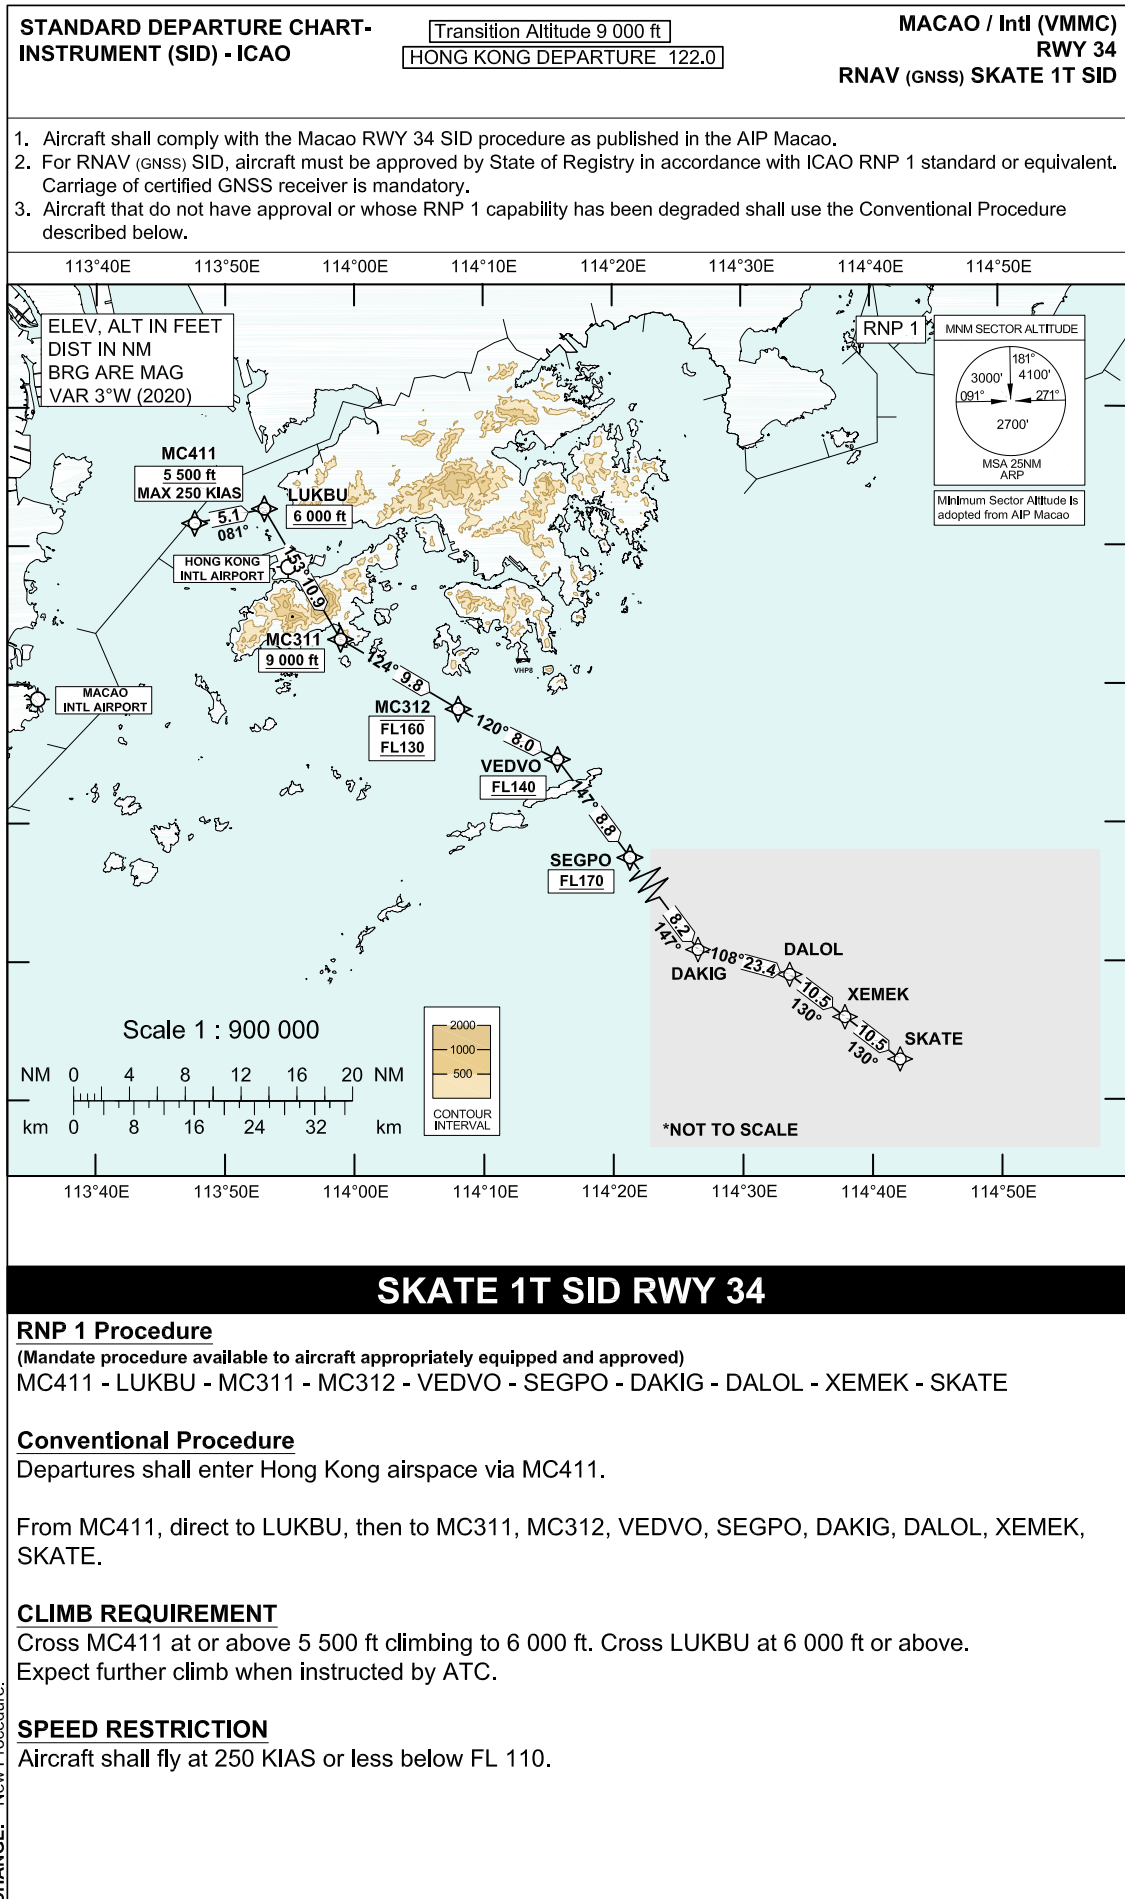 STANDARD DEPARTURE CHART-
INSTRUMENT (SID) - ICAO
Transition Altitude 9 000 ft
HONG KONG DEPARTURE 122.0
MACAO / Intl (VMMC)
RWY 34
RNAV (GNSS) SKATE 1T SID
1. Aircraft shall comply with the Macao RWY 34 SID procedure as published in the AIP Macao.
2. For RNAV (GNSS) SID, aircraft must be approved by State of Registry in accordance with ICAO RNP 1 standard or equivalent.
Carriage of certified GNSS receiver is mandatory.
3. Aircraft that do not have approval or whose RNP 1 capability has been degraded shall use the Conventional Procedure
described below.
113°40E 113°50E 114°00E 114°10E 114°20E 114°30E 114°40E 114°50E
ELEV, ALT IN FEET
DIST IN NM
BRG ARE MAG
VAR 3°W (2020)
RNP 1
MNM SECTOR ALTITUDE
181°
3000' 4100'
091° 271°
2700'
MSA 25NM
ARP
Minimum Sector Altitude is
adopted from AIP Macao
MC411
5 500 ft
MAX 250 KIAS
LUKBU
6 000 ft
5.1
081°
HONG KONG
INTL AIRPORT
153° 10.9
MC311
9 000 ft
124° 9.8
VHP8
MACAO
INTL AIRPORT
MC312
FL160
FL130
120° 8.0
VEDVO
FL140
147° 8.8
SEGPO
FL170
8.2
147°
DAKIG
108° 23.4
DALOL
10.5
130°
XEMEK
10.5
130°
SKATE
*NOT TO SCALE
Scale 1 : 900 000
NM 0 4 8 12 16 20 NM
km 0 8 16 24 32 km
2000
1000
500
CONTOUR
INTERVAL
113°40E 113°50E 114°00E 114°10E 114°20E 114°30E 114°40E 114°50E
SKATE 1T SID RWY 34
RNP 1 Procedure
(Mandate procedure available to aircraft appropriately equipped and approved)
MC411 - LUKBU - MC311 - MC312 - VEDVO - SEGPO - DAKIG - DALOL - XEMEK - SKATE
Conventional Procedure
Departures shall enter Hong Kong airspace via MC411.
From MC411, direct to LUKBU, then to MC311, MC312, VEDVO, SEGPO, DAKIG, DALOL, XEMEK,
SKATE.
CLIMB REQUIREMENT
Cross MC411 at or above 5 500 ft climbing to 6 000 ft. Cross LUKBU at 6 000 ft or above.
Expect further climb when instructed by ATC.
SPEED RESTRICTION
Aircraft shall fly at 250 KIAS or less below FL 110.
CHANGE: New Procedure.